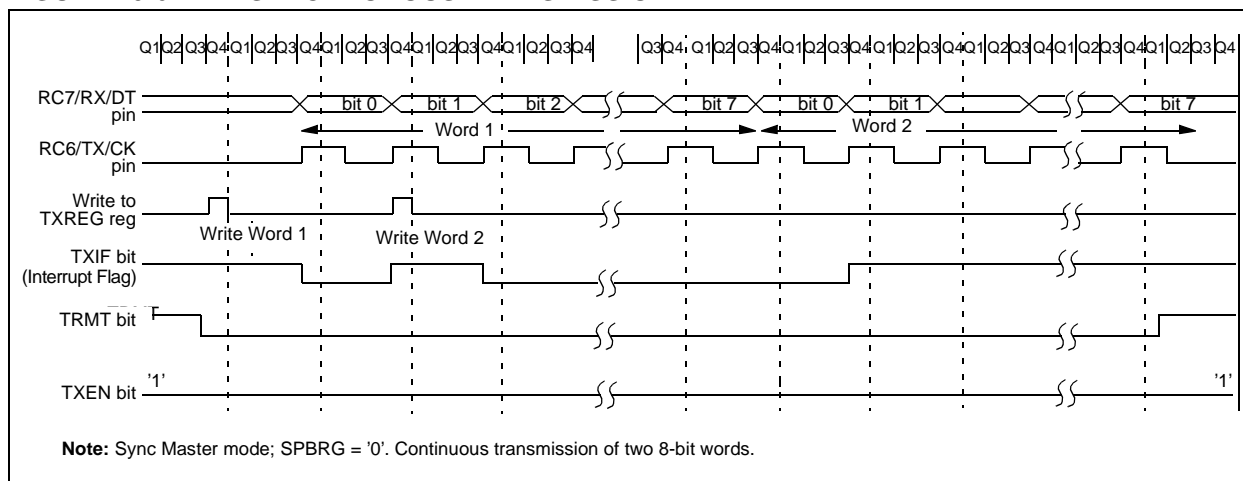 Q1 Q2 Q3 Q4 Q1 Q2 Q3 Q4 Q1 Q2 Q3 Q4 Q1 Q2 Q3 Q4 Q1 Q2 Q3 Q4 Q3 Q4 Q1 Q2 Q3 Q4 Q1 Q2 Q3 Q4 Q1 Q2 Q3 Q4 Q1 Q2 Q3 Q4 Q1 Q2 Q3 Q4 Q1 Q2 Q3 Q4
RC7/RX/DT
pin
bit 0 bit 1 bit 2 bit 7 bit 0 bit 1 bit 7
Word 1 Word 2
RC6/TX/CK
pin
Write to
TXREG reg
Write Word 1 Write Word 2
TXIF bit
(Interrupt Flag)
TRMT bit
'1' '1'
TXEN bit
Note: Sync Master mode; SPBRG = '0'. Continuous transmission of two 8-bit words.